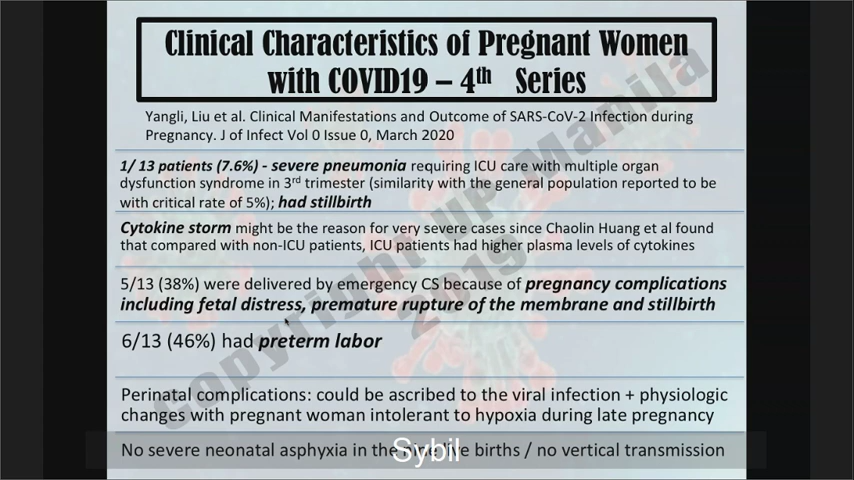 Clinical Characteristics of Pregnant Women
with COVID19 – 4th Series
Yangli, Liu et al. Clinical Manifestations and Outcome of SARS-CoV-2 Infection during
Pregnancy. J of Infect Vol 0 Issue 0, March 2020
1/ 13 patients (7.6%) - severe pneumonia requiring ICU care with multiple organ
dysfunction syndrome in 3rd trimester (similarity with the general population reported to be
with critical rate of 5%); had stillbirth
Cytokine storm might be the reason for very severe cases since Chaolin Huang et al found
that compared with non-ICU patients, ICU patients had higher plasma levels of cytokines
5/13 (38%) were delivered by emergency CS because of pregnancy complications
including fetal distress, premature rupture of the membrane and stillbirth
6/13 (46%) had preterm labor
Perinatal complications: could be ascribed to the viral infection + physiologic
changes with pregnant woman intolerant to hypoxia during late pregnancy
No severe neonatal asphyxia in the live births / no vertical transmission
Sybil
Copyright UP Manila
2019